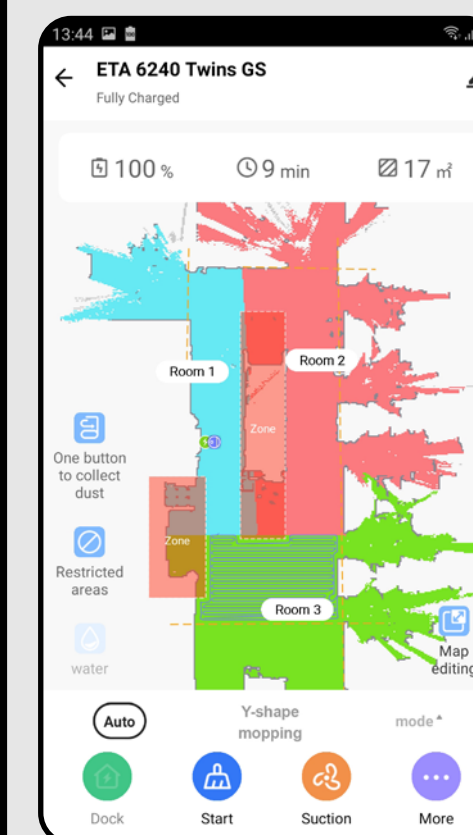 13:44
ETA 6240 Twins GS
Fully Charged
100 %
9 min
17 ㎡
Room 1
Room 2
Zone
One button
to collect
dust
Zone
Restricted
areas
Room 3
water
Map
editing
Auto
Y-shape
mopping
mode
Dock
Start
Suction
More